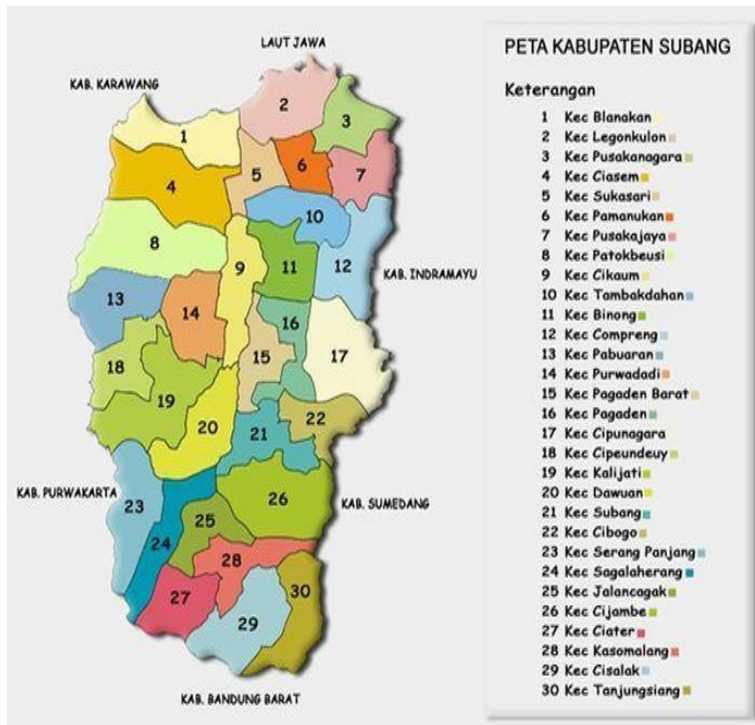 LAUT JAWA
KAB. KARAWANG
2
3
1
6
5
7
4
10
8
9
11
12
KAB. INDRAMAYU
13
14
16
15
17
18
19
22
20
21
KAB. PURWAKARTA
23
26
KAB. SUMEDANG
25
24
28
30
27
29
KAB. BANDUNG BARAT
PETA KABUPATEN SUBANG
Keterangan
1 Kec Blanakan
2 Kec Legonkulon
3 Kec Pusakanagara
4 Kec Ciasem
5 Kec Sukasari
6 Kec Pamanukan
7 Kec Pusakajaya
8 Kec Patokbeusi
9 Kec Cikaum
10 Kec Tambakdahan
11 Kec Binong
12 Kec Compreng
13 Kec Pabuaran
14 Kec Purwadadi
15 Kec Pagaden Barat
16 Kec Pagaden
17 Kec Cipunagara
18 Kec Cipeundeuy
19 Kec Kalijati
20 Kec Dawuan
21 Kec Subang
22 Kec Cibogo
23 Kec Serang Panjang
24 Kec Sagalaherang
25 Kec Jalancagak
26 Kec Cijambe
27 Kec Ciater
28 Kec Kasomalang
29 Kec Cisalak
30 Kec Tanjungsiang